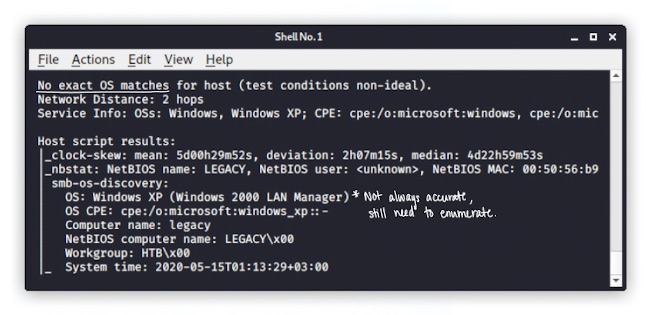 Shell No. 1
File Actions Edit View Help
No exact OS matches for host (test conditions non-ideal).
Network Distance: 2 hops
Service Info: OSs: Windows, Windows XP; CPE: cpe:/o:microsoft:windows, cpe:/o:mic
Host script results:
|_clock-skew: mean: 5d00h29m52s, deviation: 2h07m15s, median: 4d22h59m53s
|_nbstat: NetBIOS name: LEGACY, NetBIOS user: <unknown>, NetBIOS MAC: 00:50:56:b9
| smb-os-discovery:
|   OS: Windows XP (Windows 2000 LAN Manager) * Not always accurate,
still need to enumerate.
|   OS CPE: cpe:/o:microsoft:windows_xp::-
|   Computer name: legacy
|   NetBIOS computer name: LEGACY\x00
|   Workgroup: HTB\x00
|_  System time: 2020-05-15T01:13:29+03:00